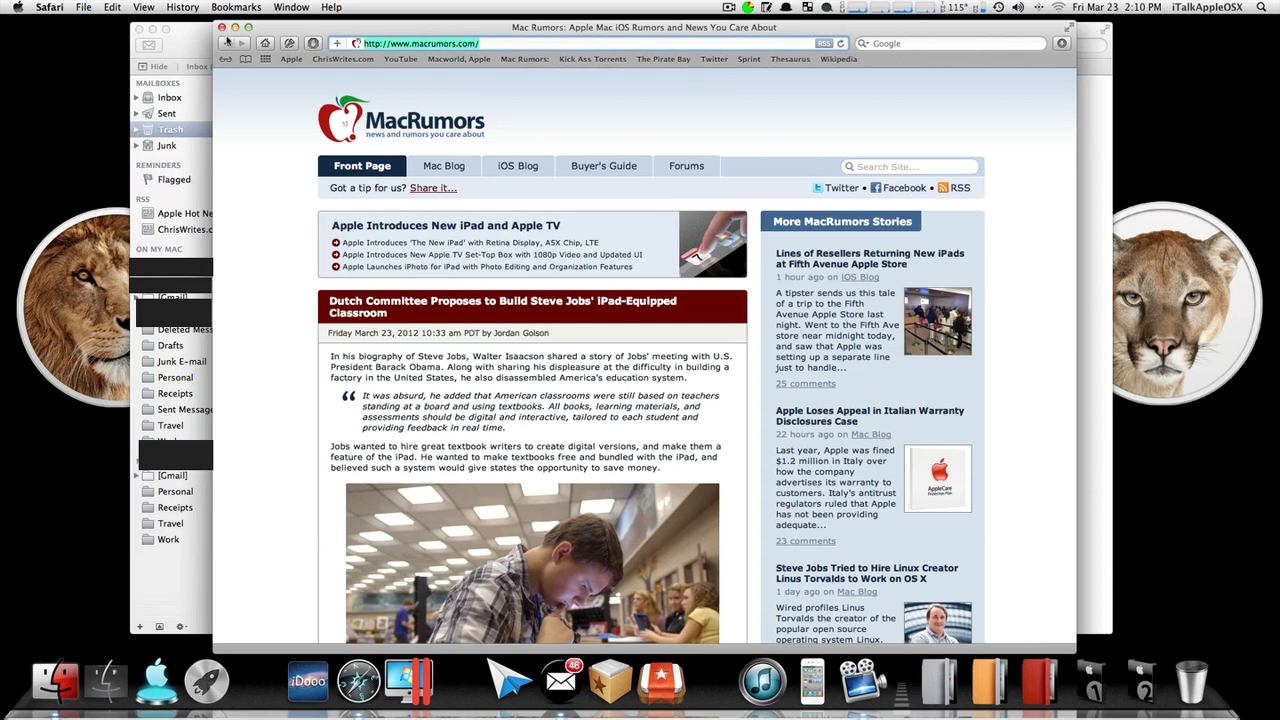 Safari File Edit View History Bookmarks Window Help
115° Fri Mar 23 2:10 PM iTalkAppleOSX
Mac Rumors: Apple Mac iOS Rumors and News You Care About
http://www.macrumors.com/ RSS Google
Apple ChrisWrites.com YouTube Macworld, Apple Mac Rumors: Kick Ass Torrents The Pirate Bay Twitter Sprint Thesaurus Wikipedia
Hide Inbox
MAILBOXES
Inbox
Sent
Trash
Junk
REMINDERS
Flagged
RSS
Apple Hot Ne
ChrisWrites.c
ON MY MAC
[Gmail]
Deleted Mess
Drafts
Junk E-mail
Personal
Receipts
Sent Message
Travel
[Gmail]
Personal
Receipts
Travel
Work
MacRumors
news and rumors you care about
Front Page Mac Blog iOS Blog Buyer's Guide Forums Search Site...
Got a tip for us? Share it... Twitter • Facebook • RSS
Apple Introduces New iPad and Apple TV
Apple Introduces 'The New iPad' with Retina Display, A5X Chip, LTE
Apple Introduces New Apple TV Set-Top Box with 1080p Video and Updated UI
Apple Launches iPhoto for iPad with Photo Editing and Organization Features
Dutch Committee Proposes to Build Steve Jobs' iPad-Equipped
Classroom
Friday March 23, 2012 10:33 am PDT by Jordan Golson
In his biography of Steve Jobs, Walter Isaacson shared a story of Jobs' meeting with U.S.
President Barack Obama. Along with sharing his displeasure at the difficulty in building a
factory in the United States, he also disassembled America's education system.
It was absurd, he added that American classrooms were still based on teachers
standing at a board and using textbooks. All books, learning materials, and
assessments should be digital and interactive, tailored to each student and
providing feedback in real time.
Jobs wanted to hire great textbook writers to create digital versions, and make them a
feature of the iPad. He wanted to make textbooks free and bundled with the iPad, and
believed such a system would give states the opportunity to save money.
More MacRumors Stories
Lines of Resellers Returning New iPads
at Fifth Avenue Apple Store
1 hour ago on iOS Blog
A tipster sends us this tale
of a trip to the Fifth
Avenue Apple Store last
night. Went to the Fifth Ave
store near midnight today,
and saw that Apple was
setting up a separate line
just to handle...
25 comments
Apple Loses Appeal in Italian Warranty
Disclosures Case
22 hours ago on Mac Blog
Last year, Apple was fined
$1.2 million in Italy over
how the company
advertises its warranty to
customers. Italy's antitrust
regulators ruled that Apple
has not been providing
adequate...
AppleCare
Protection Plan
23 comments
Steve Jobs Tried to Hire Linux Creator
Linus Torvalds to Work on OS X
1 day ago on Mac Blog
Wired profiles Linus
Torvalds the creator of
the popular open source
operating system Linux.
iDooo
46
1
2